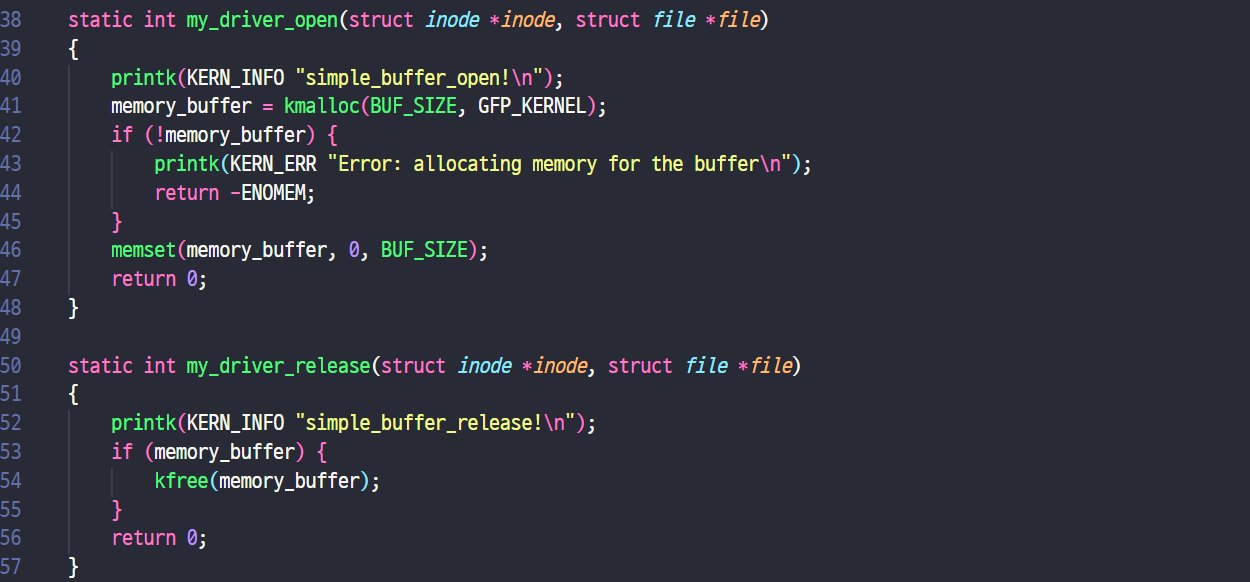 38 static int my_driver_open(struct inode *inode, struct file *file)
39 {
40 printk(KERN_INFO "simple_buffer_open!\n");
41 memory_buffer = kmalloc(BUF_SIZE, GFP_KERNEL);
42 if (!memory_buffer) {
43 printk(KERN_ERR "Error: allocating memory for the buffer\n");
44 return -ENOMEM;
45 }
46 memset(memory_buffer, 0, BUF_SIZE);
47 return 0;
48 }
49
50 static int my_driver_release(struct inode *inode, struct file *file)
51 {
52 printk(KERN_INFO "simple_buffer_release!\n");
53 if (memory_buffer) {
54 kfree(memory_buffer);
55 }
56 return 0;
57 }